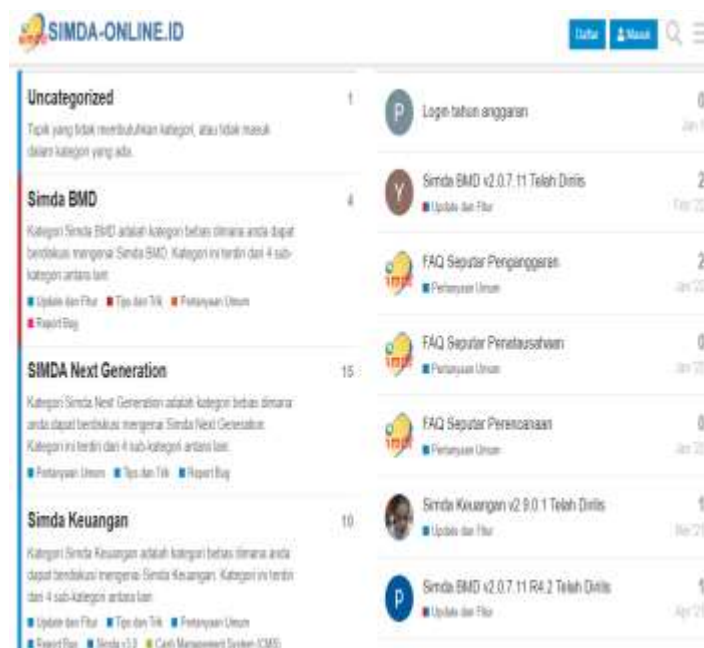 SIMDA-ONLINE.ID
Daftar
Masuk
Uncategorized
1
Topik yang tidak membutuhkan kategori, atau tidak masuk
dalam kategori yang ada.
Simda BMD
4
Kategori Simda BMD adalah kategori bebas dimana anda dapat
berdiskusi mengenai Simda BMD. Kategori ini terdiri dari 4 sub-
kategori antara lain:
Update dan Fitur Tips dan Trik Pertanyaan Umum
Report Bug
SIMDA Next Generation
15
Kategori Simda Next Generation adalah kategori bebas dimana
anda dapat berdiskusi mengenai Simda Next Generation.
Kategori ini terdiri dari 4 sub-kategori antara lain:
Pertanyaan Umum Tips dan Trik Report Bug
Simda Keuangan
10
Kategori Simda Keuangan adalah kategori bebas dimana anda
dapat berdiskusi mengenai Simda Keuangan. Kategori ini terdiri
dari 4 sub-kategori antara lain:
Update dan Fitur Tips dan Trik Pertanyaan Umum
Report Bug Cash Management System (CMS)
P
Login tahun anggaran
0
Y
Simda BMD v2.0.7.11 Telah Dirilis
2
Update dan Fitur
FAQ Seputar Penganggaran
2
Pertanyaan Umum
FAQ Seputar Penatausahaan
0
Pertanyaan Umum
FAQ Seputar Perencanaan
0
Pertanyaan Umum
Simda Keuangan v2.9.0.1 Telah Dirilis
1
Update dan Fitur
P
Simda BMD v2.0.7.11 R4.2 Telah Dirilis
1
Update dan Fitur